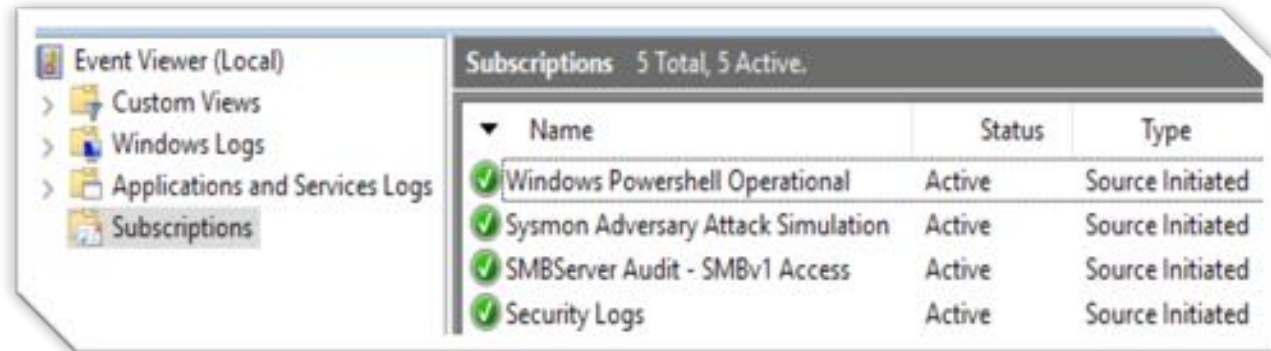 Event Viewer (Local)
Custom Views
Windows Logs
Applications and Services Logs
Subscriptions
Subscriptions 5 Total, 5 Active.
Name Status Type
Windows Powershell Operational Active Source Initiated
Sysmon Adversary Attack Simulation Active Source Initiated
SMBServer Audit - SMBv1 Access Active Source Initiated
Security Logs Active Source Initiated